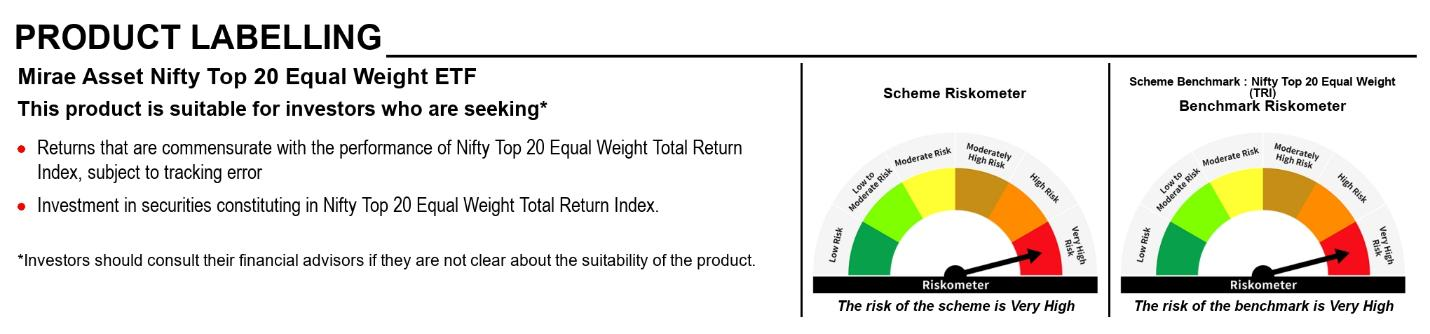 PRODUCT LABELLING
Mirae Asset Nifty Top 20 Equal Weight ETF
This product is suitable for investors who are seeking*
Returns that are commensurate with the performance of Nifty Top 20 Equal Weight Total Return
Index, subject to tracking error
Investment in securities constituting in Nifty Top 20 Equal Weight Total Return Index.
*Investors should consult their financial advisors if they are not clear about the suitability of the product.
Scheme Riskometer
Low Risk
Low to
Moderate Risk
Moderate Risk
Moderately
High Risk
High Risk
Very High
Risk
Riskometer
The risk of the scheme is Very High
Scheme Benchmark : Nifty Top 20 Equal Weight
(TRI)
Benchmark Riskometer
Low Risk
Low to
Moderate Risk
Moderate Risk
Moderately
High Risk
High Risk
Very High
Risk
Riskometer
The risk of the benchmark is Very High